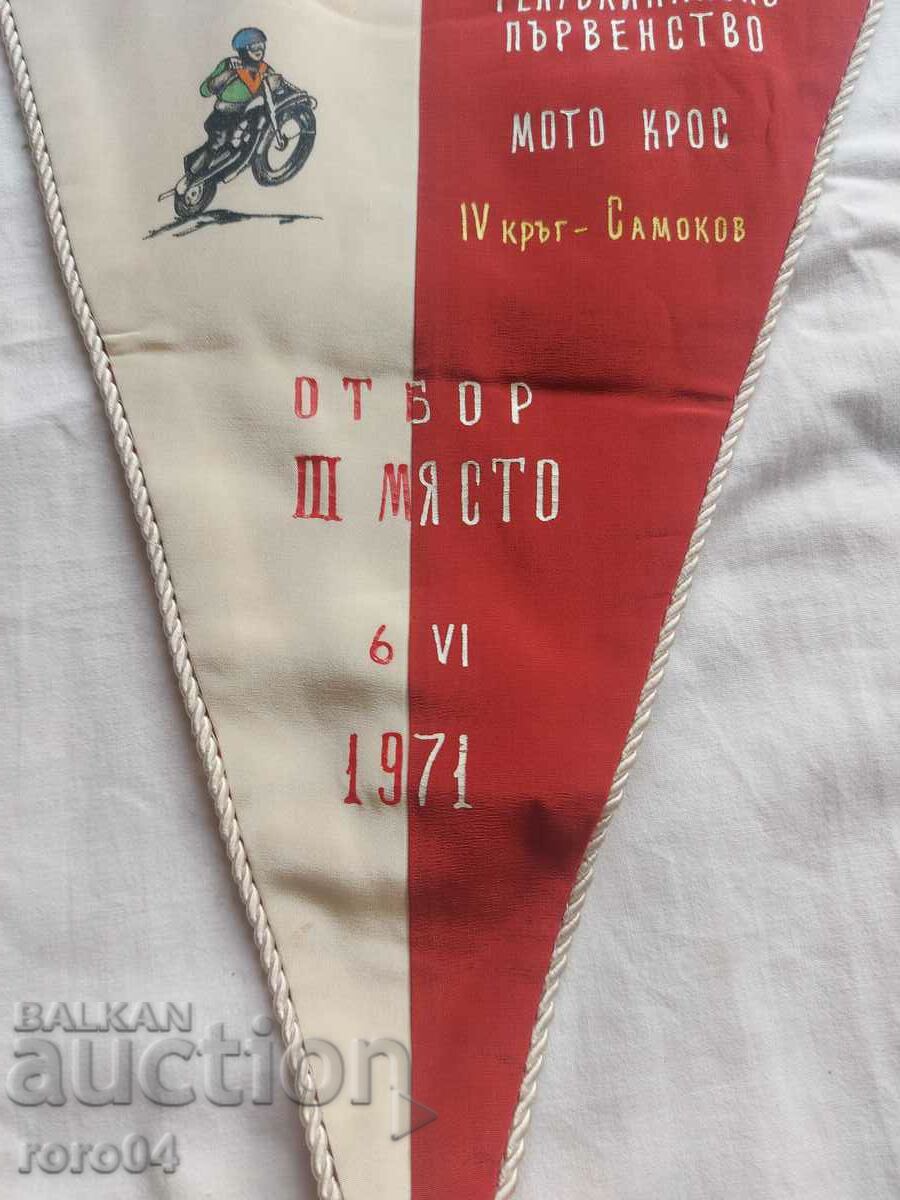 ПЪРВЕНСТВО
МОТО КРОС
IV КРЪГ - САМОКОВ
ОТБОР
III МЯСТО
6 VI
1971
BALKAN
auction
roro04